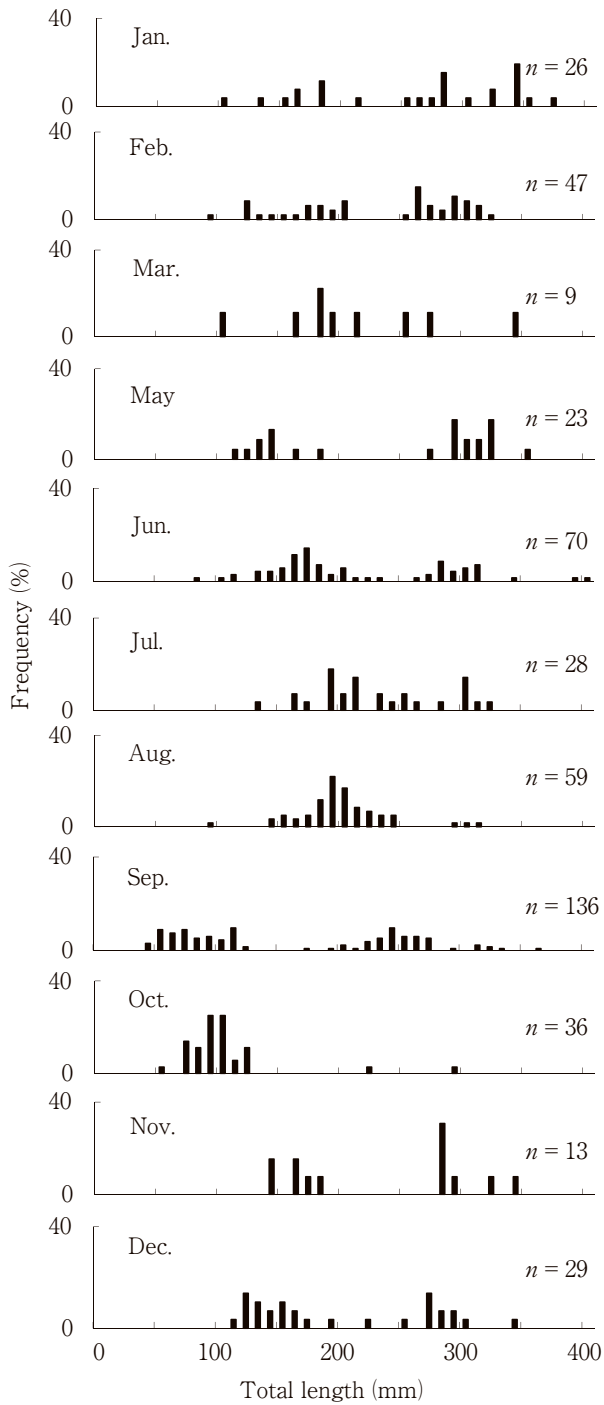 40
Jan.
n = 26
0
40
Feb.
n = 47
0
40
Mar.
n = 9
0
40
May
n = 23
0
40
Jun.
n = 70
0
Frequency (%)
40
Jul.
n = 28
0
40
Aug.
n = 59
0
40
Sep.
n = 136
0
40
Oct.
n = 36
0
40
Nov.
n = 13
0
40
Dec.
n = 29
0
0 100 200 300 400
Total length (mm)